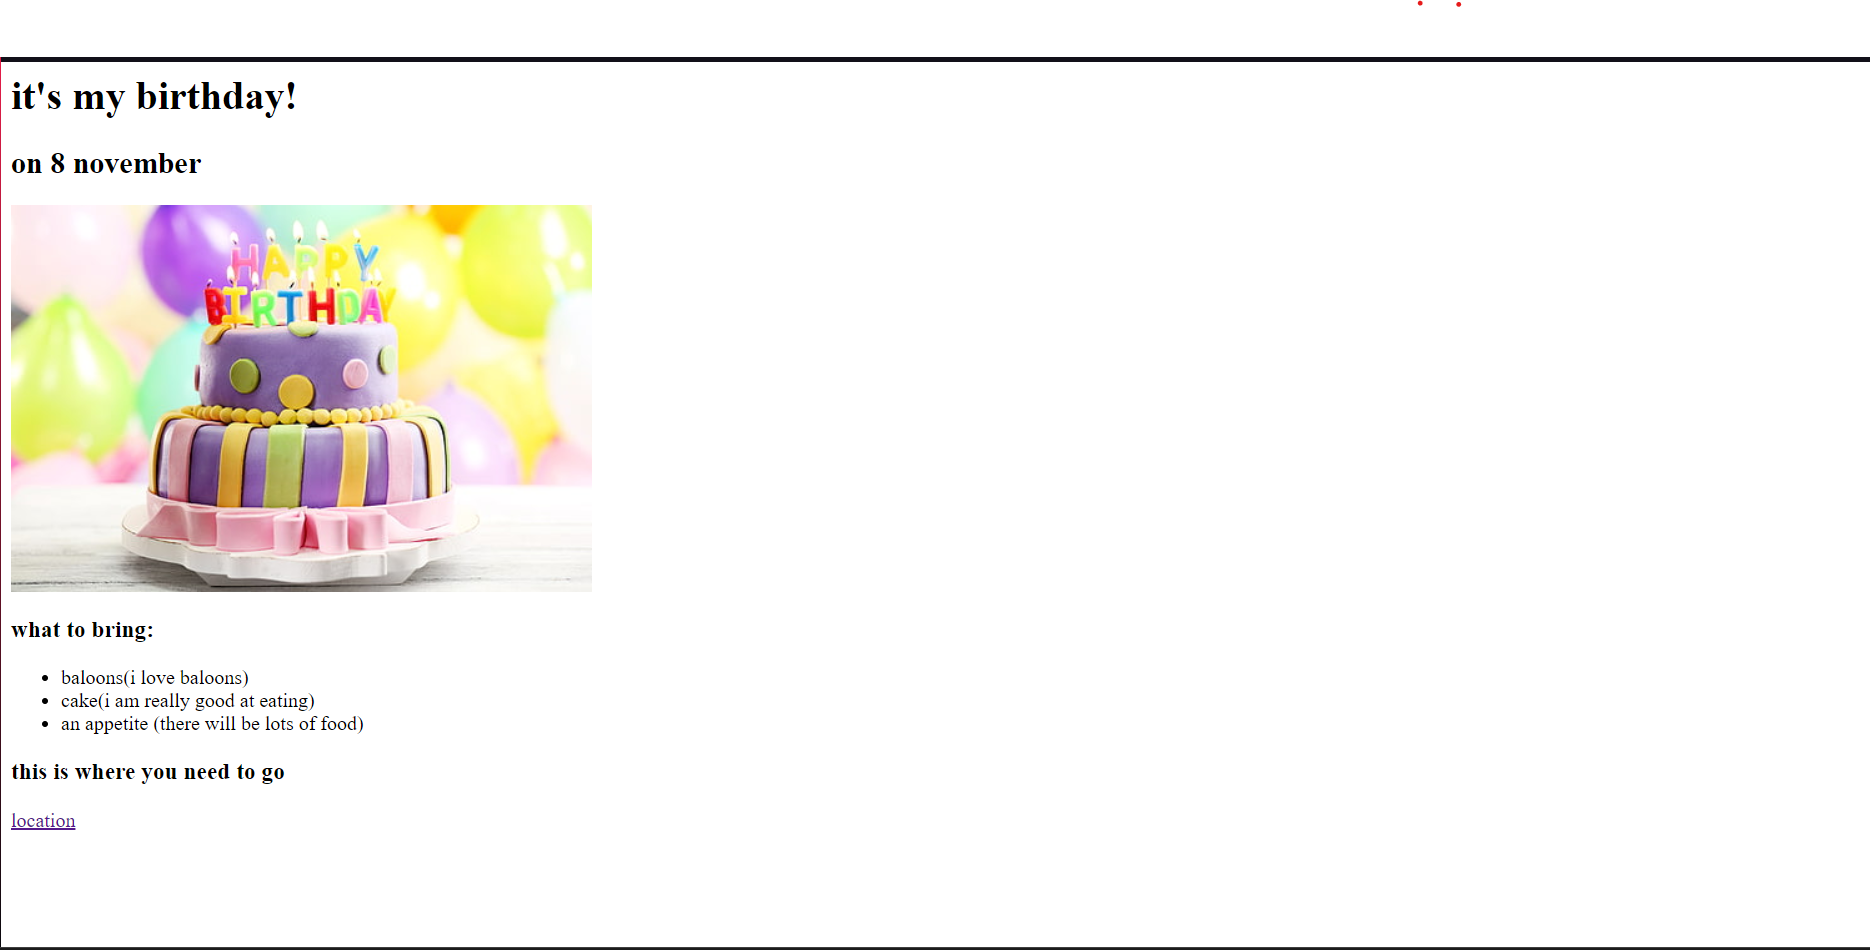 it's my birthday!
on 8 november
HAPPY
BIRTHDAY
what to bring:
baloons(i love baloons)
cake(i am really good at eating)
an appetite (there will be lots of food)
this is where you need to go
location